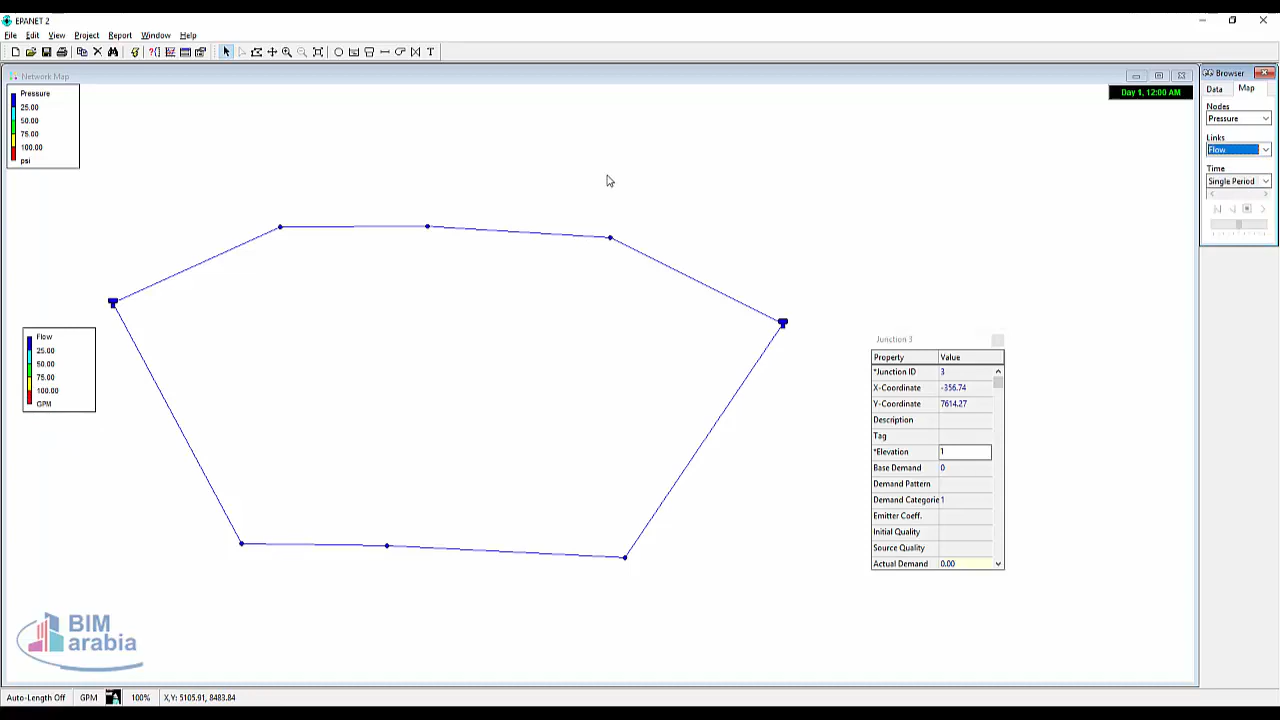 EPANET 2
File Edit View Project Report Window Help
Network Map
Browser
Data Map
Nodes
Pressure
Links
Flow
Time
Single Period
Day 1, 12:00 AM
Pressure
25.00
50.00
75.00
100.00
psi
Flow
25.00
50.00
75.00
100.00
GPM
Junction 3
Property Value
*Junction ID 3
X-Coordinate -356.74
Y-Coordinate 7614.27
Description
Tag
*Elevation 1
Base Demand 0
Demand Pattern
Demand Categorie 1
Emitter Coeff.
Initial Quality
Source Quality
Actual Demand 0.00
BIM
arabia
Auto-Length Off GPM 100% X,Y: 5105.91, 8483.84